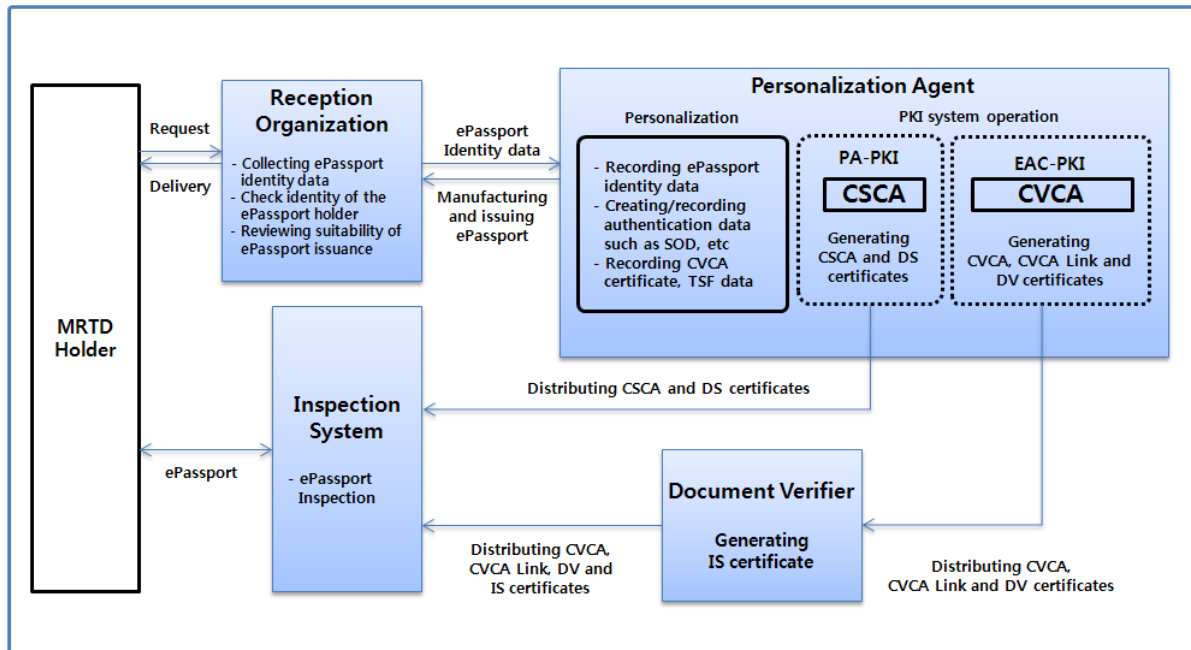 Personalization Agent
Reception
Organization
- Collecting ePassport
identity data
- Check identity of the
ePassport holder
- Reviewing suitability of
ePassport issuance
Request
Delivery
ePassport
Identity data
Manufacturing
and issuing
ePassport
Personalization
- Recording ePassport
identity data
- Creating/recording
authentication data
such as SOD, etc
- Recording CVCA
certificate, TSF data
PKI system operation
PA-PKI
CSCA
Generating
CSCA and DS
certificates
EAC-PKI
CVCA
Generating
CVCA, CVCA Link and
DV certificates
MRTD
Holder
Distributing CSCA and DS certificates
Inspection
System
- ePassport
Inspection
ePassport
Document Verifier
Generating
IS certificate
Distributing CVCA,
CVCA Link, DV and
IS certificates
Distributing CVCA,
CVCA Link and DV certificates